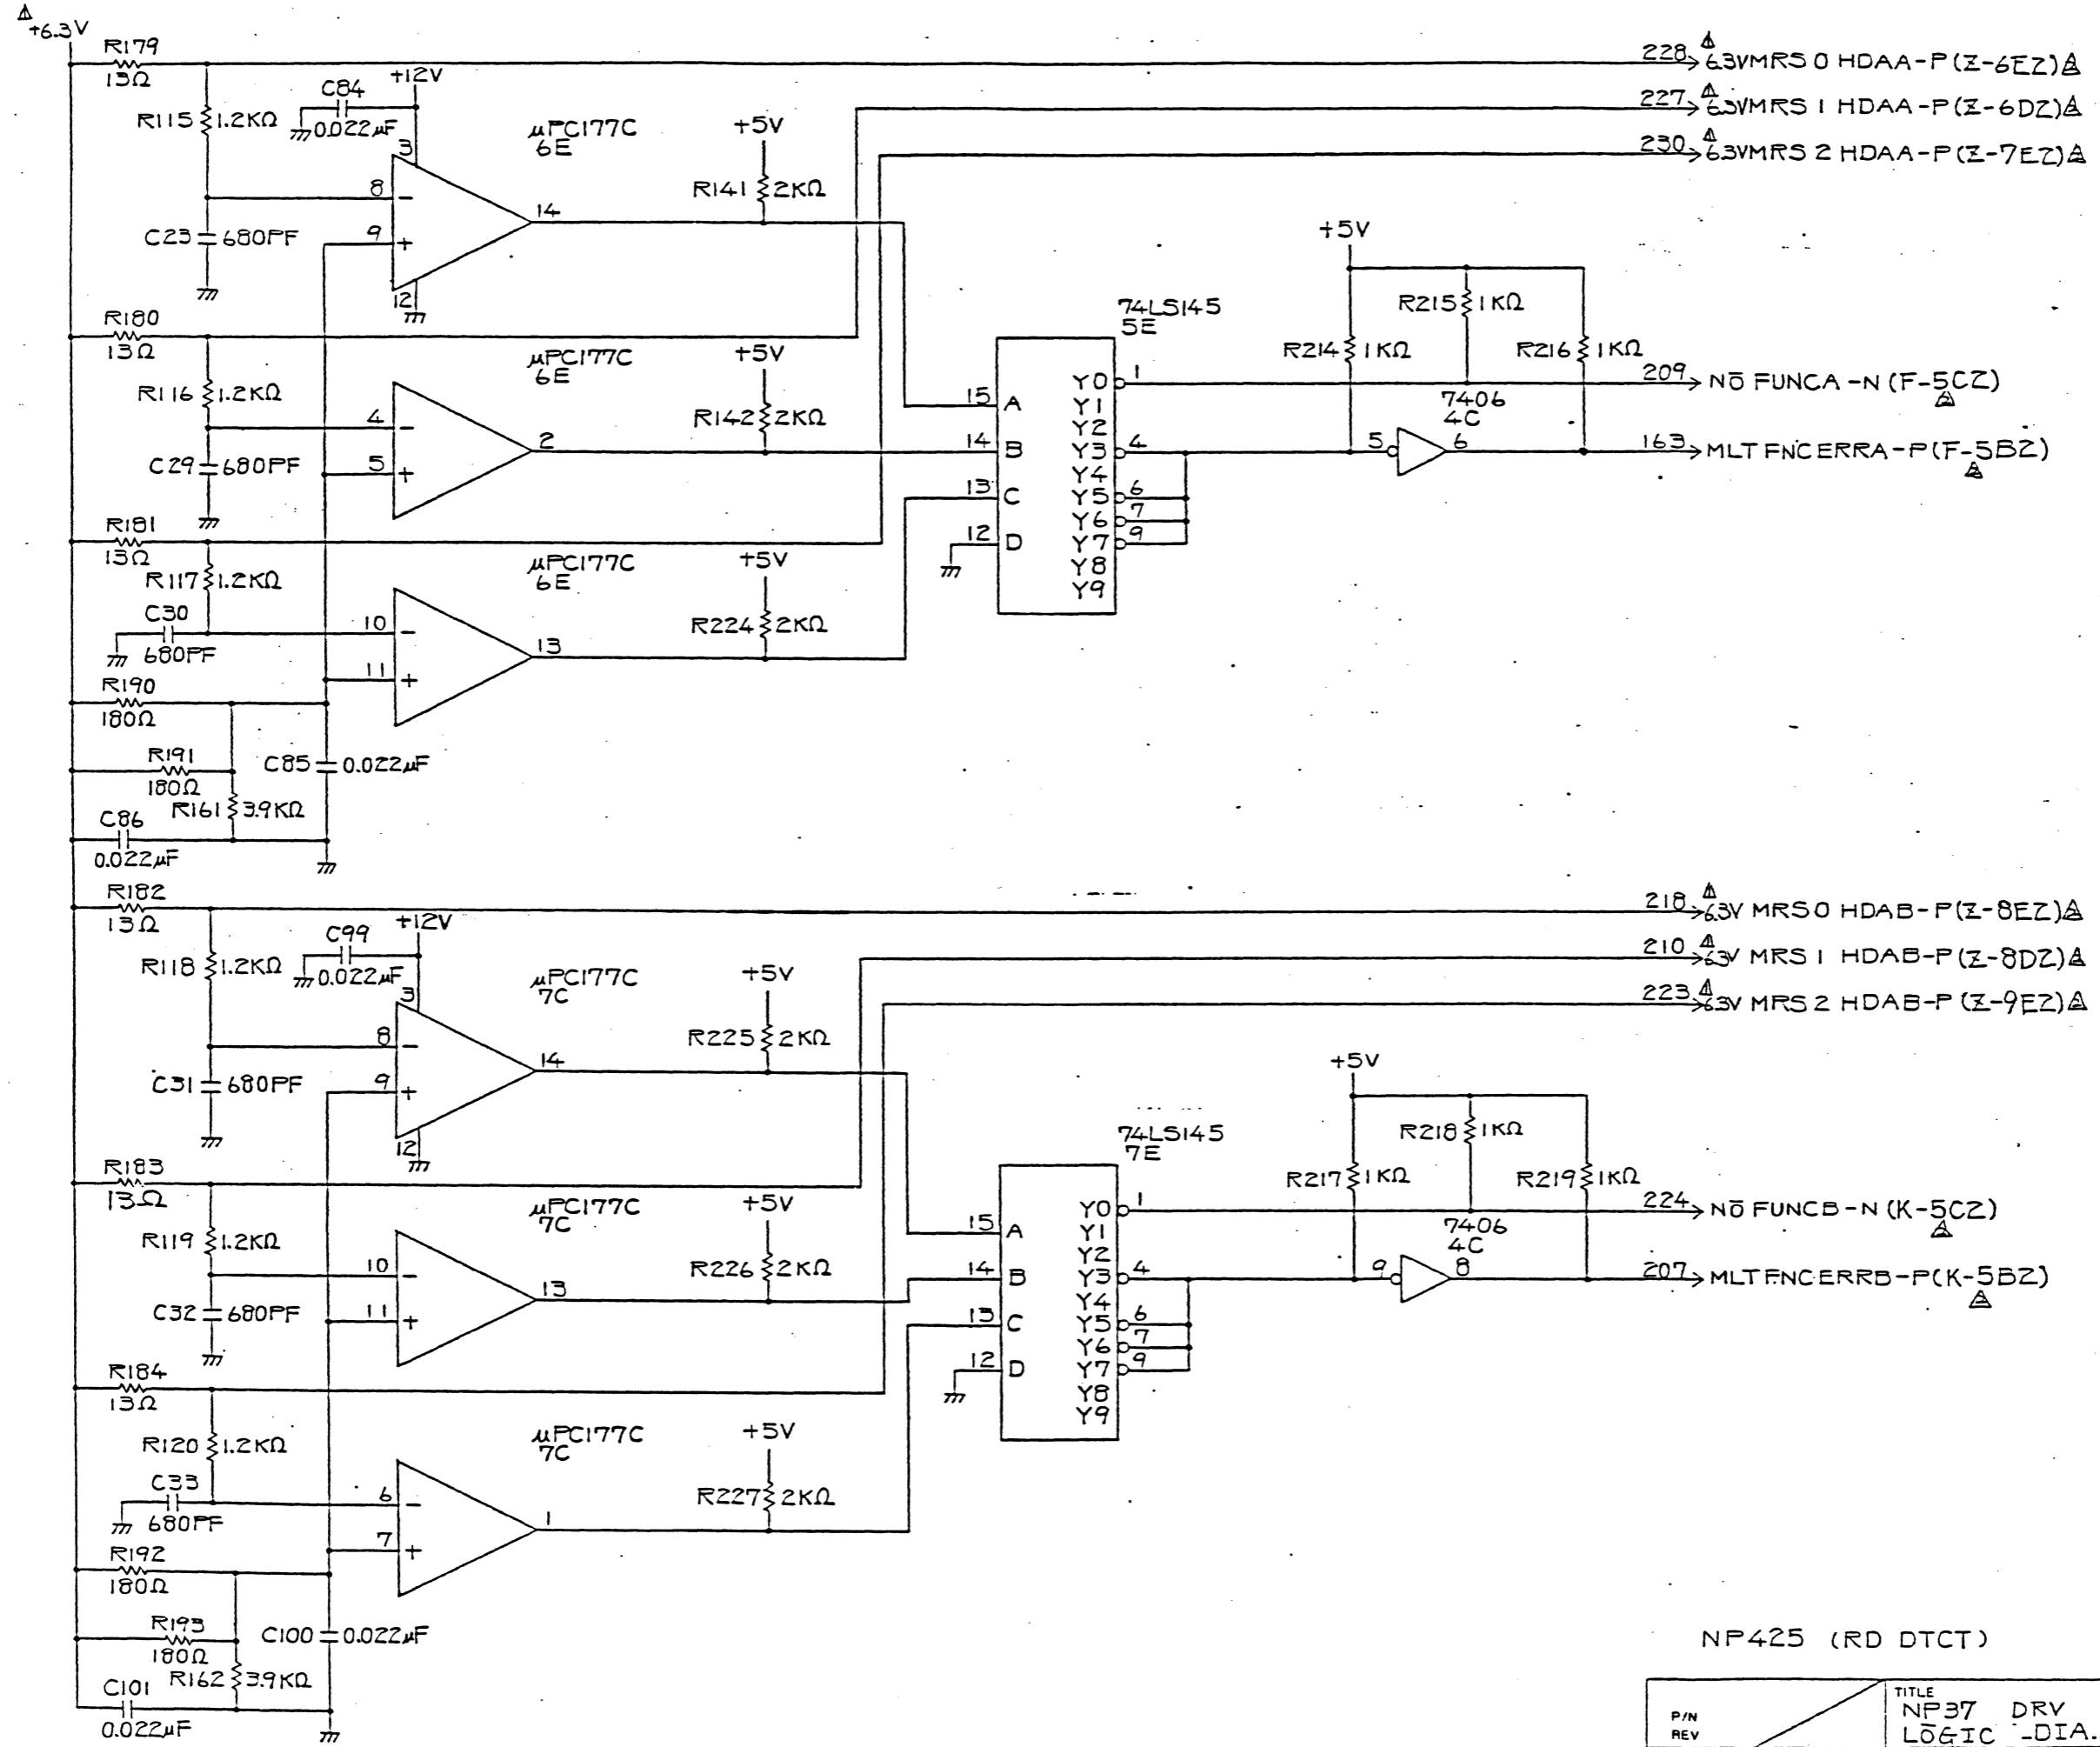 +6.3V
R179
13Ω
228 6.3VMRS 0 HDAA-P (Z-6EZ)
C84
0.022µF
+12V
R115 1.2KΩ
227 6.3VMRS 1 HDAA-P (Z-6DZ)
µPC177C
6E
+5V
230 6.3VMRS 2 HDAA-P (Z-7EZ)
3
8
−
R141 2KΩ
14
C23 680PF
9
+
12
+5V
R180
13Ω
74LS145
5E
R215 1KΩ
R214 1KΩ
R216 1KΩ
µPC177C
6E
+5V
R116 1.2KΩ
Y0 1
209 NŌ FUNCA-N (F-5CZ)
15 A
Y1
7406
4C
4
−
R142 2KΩ
Y2
2
14 B
Y3 4
5
6
163 MLTFNCERRA-P (F-5BZ)
C29 680PF
5
+
Y4
13 C
Y5 6
Y6 7
R181
13Ω
12 D
Y7 9
Y8
Y9
µPC177C
6E
+5V
R117 1.2KΩ
C30
680PF
10
−
R224 2KΩ
13
11
+
R190
180Ω
R191
180Ω
C85 0.022µF
R161 3.9KΩ
C86
0.022µF
R182
13Ω
218 6.3V MRS0 HDAB-P (Z-8EZ)
C99
0.022µF
+12V
R118 1.2KΩ
210 6.3V MRS 1 HDAB-P (Z-8DZ)
µPC177C
7C
+5V
223 6.3V MRS 2 HDAB-P (Z-9EZ)
3
8
−
R225 2KΩ
14
C31 680PF
9
+
12
+5V
74LS145
7E
R218 1KΩ
R183
13Ω
R217 1KΩ
R219 1KΩ
µPC177C
7C
+5V
Y0 1
224 NŌ FUNCB-N (K-5CZ)
R119 1.2KΩ
15 A
Y1
7406
4C
Y2
10
−
R226 2KΩ
13
14 B
Y3 4
9
8
207 MLTFNCERRB-P (K-5BZ)
Y4
C32 680PF
11
+
13 C
Y5 6
Y6 7
12 D
Y7 9
R184
13Ω
Y8
Y9
µPC177C
7C
+5V
R120 1.2KΩ
C33
680PF
6
−
R227 2KΩ
1
7
+
R192
180Ω
R193
180Ω
C100 0.022µF
R162 3.9KΩ
C101
0.022µF
NP425 (RD DTCT)
P/N
REV
TITLE
NP37 DRV
LŌGIC -DIA.